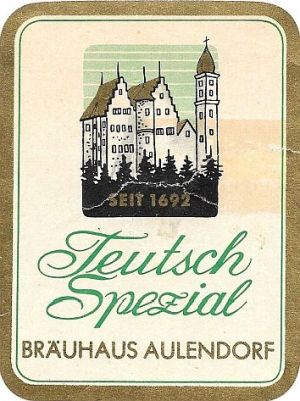 SEIT 1692
Teutsch
Spezial
BRÄUHAUS AULENDORF